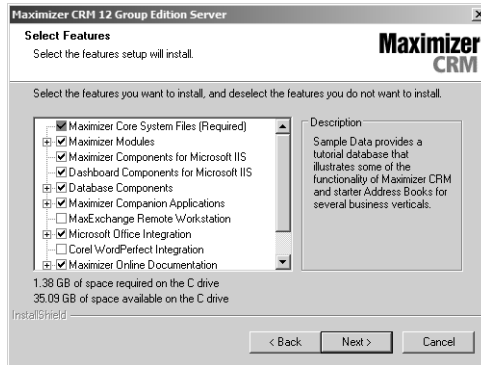 Maximizer CRM 12 Group Edition Server
Select Features
Select the features setup will install.
Maximizer
CRM
Select the features you want to install, and deselect the features you do not want to install.
Maximizer Core System Files (Required)
Maximizer Modules
Maximizer Components for Microsoft IIS
Dashboard Components for Microsoft IIS
Database Components
Maximizer Companion Applications
MaxExchange Remote Workstation
Microsoft Office Integration
Corel WordPerfect Integration
Maximizer Online Documentation
Description
Sample Data provides a
tutorial database that
illustrates some of the
functionality of Maximizer CRM
and starter Address Books for
several business verticals.
1.38 GB of space required on the C drive
35.09 GB of space available on the C drive
InstallShield
< Back
Next >
Cancel